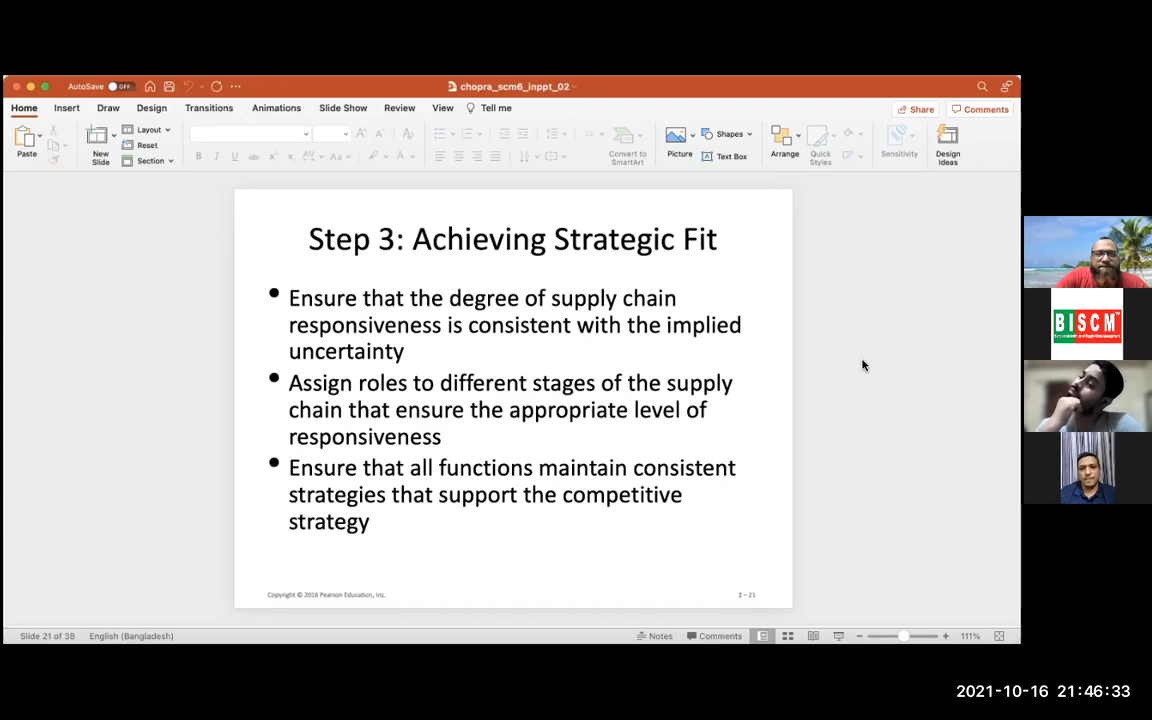 AutoSave OFF
chopra_scm6_inppt_02
Home Insert Draw Design Transitions Animations Slide Show Review View Tell me
Share Comments
Paste
New Slide
Layout
Reset
Section
B I U ab x² x₂ AV Aa A
Convert to SmartArt
Picture
Shapes
Text Box
Arrange
Quick Styles
Sensitivity
Design Ideas
Step 3: Achieving Strategic Fit
• Ensure that the degree of supply chain
responsiveness is consistent with the implied
uncertainty
• Assign roles to different stages of the supply
chain that ensure the appropriate level of
responsiveness
• Ensure that all functions maintain consistent
strategies that support the competitive
strategy
Copyright © 2016 Pearson Education, Inc.
2 – 21
BISCM
Slide 21 of 38 English (Bangladesh)
Notes Comments 111%
2021-10-16 21:46:33